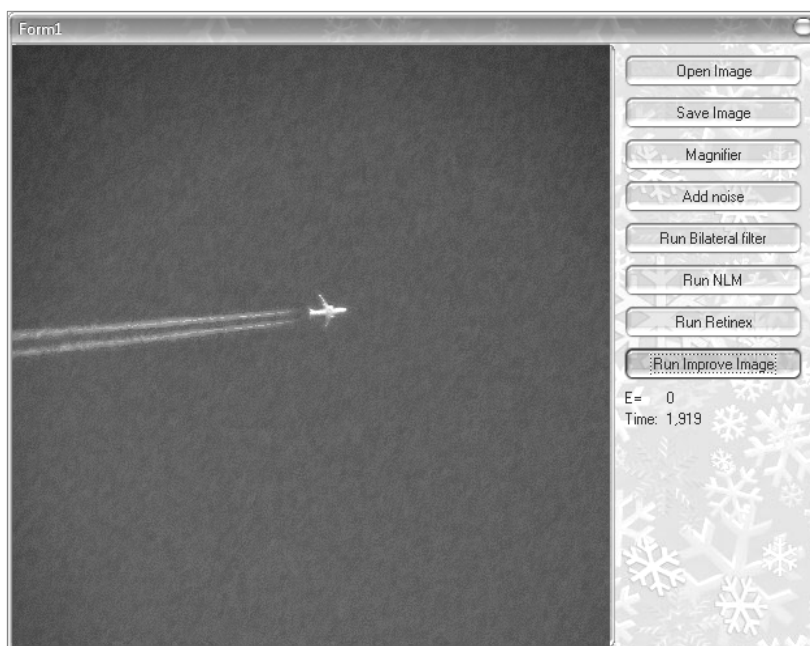 Form1
Open Image
Save Image
Magnifier
Add noise
Run Bilateral filter
Run NLM
Run Retinex
Run Improve Image
E= 0
Time: 1,919